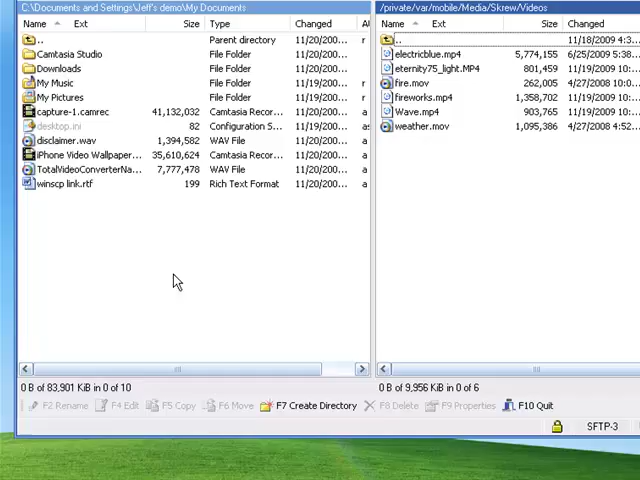 C:\Documents and Settings\Jeff's demo\My Documents
Name Ext Size Type Changed
.. Parent directory 11/20/200... r
Camtasia Studio File Folder 11/20/200...
Downloads File Folder 11/20/200...
My Music File Folder 11/19/200... r
My Pictures File Folder 11/19/200... r
capture-1.camrec 41,132,032 Camtasia Recor... 11/20/200... a
desktop.ini 82 Configuration S... 11/19/200...
disclaimer.wav 1,394,582 WAV File 11/20/200... a
iPhone Video Wallpaper... 35,610,624 Camtasia Recor... 11/20/200... a
TotalVideoConverterNa... 7,777,478 WAV File 11/20/200... a
winscp link.rtf 199 Rich Text Format 11/20/200... a
0 B of 83,901 KiB in 0 of 10
/private/var/mobile/Media/Skrew/Videos
Name Ext Size Changed
.. 11/18/2009 4:3...
electricblue.mp4 5,774,155 6/25/2009 5:38...
eternity75_light.MP4 801,459 11/19/2009 10:...
fire.mov 262,005 4/27/2008 10:0...
fireworks.mp4 1,358,702 11/19/2009 10:...
Wave.mp4 903,765 11/19/2009 10:...
weather.mov 1,095,386 4/27/2008 5:52...
0 B of 9,956 KiB in 0 of 6
F2 Rename F4 Edit F5 Copy F6 Move F7 Create Directory F8 Delete F9 Properties F10 Quit
SFTP-3